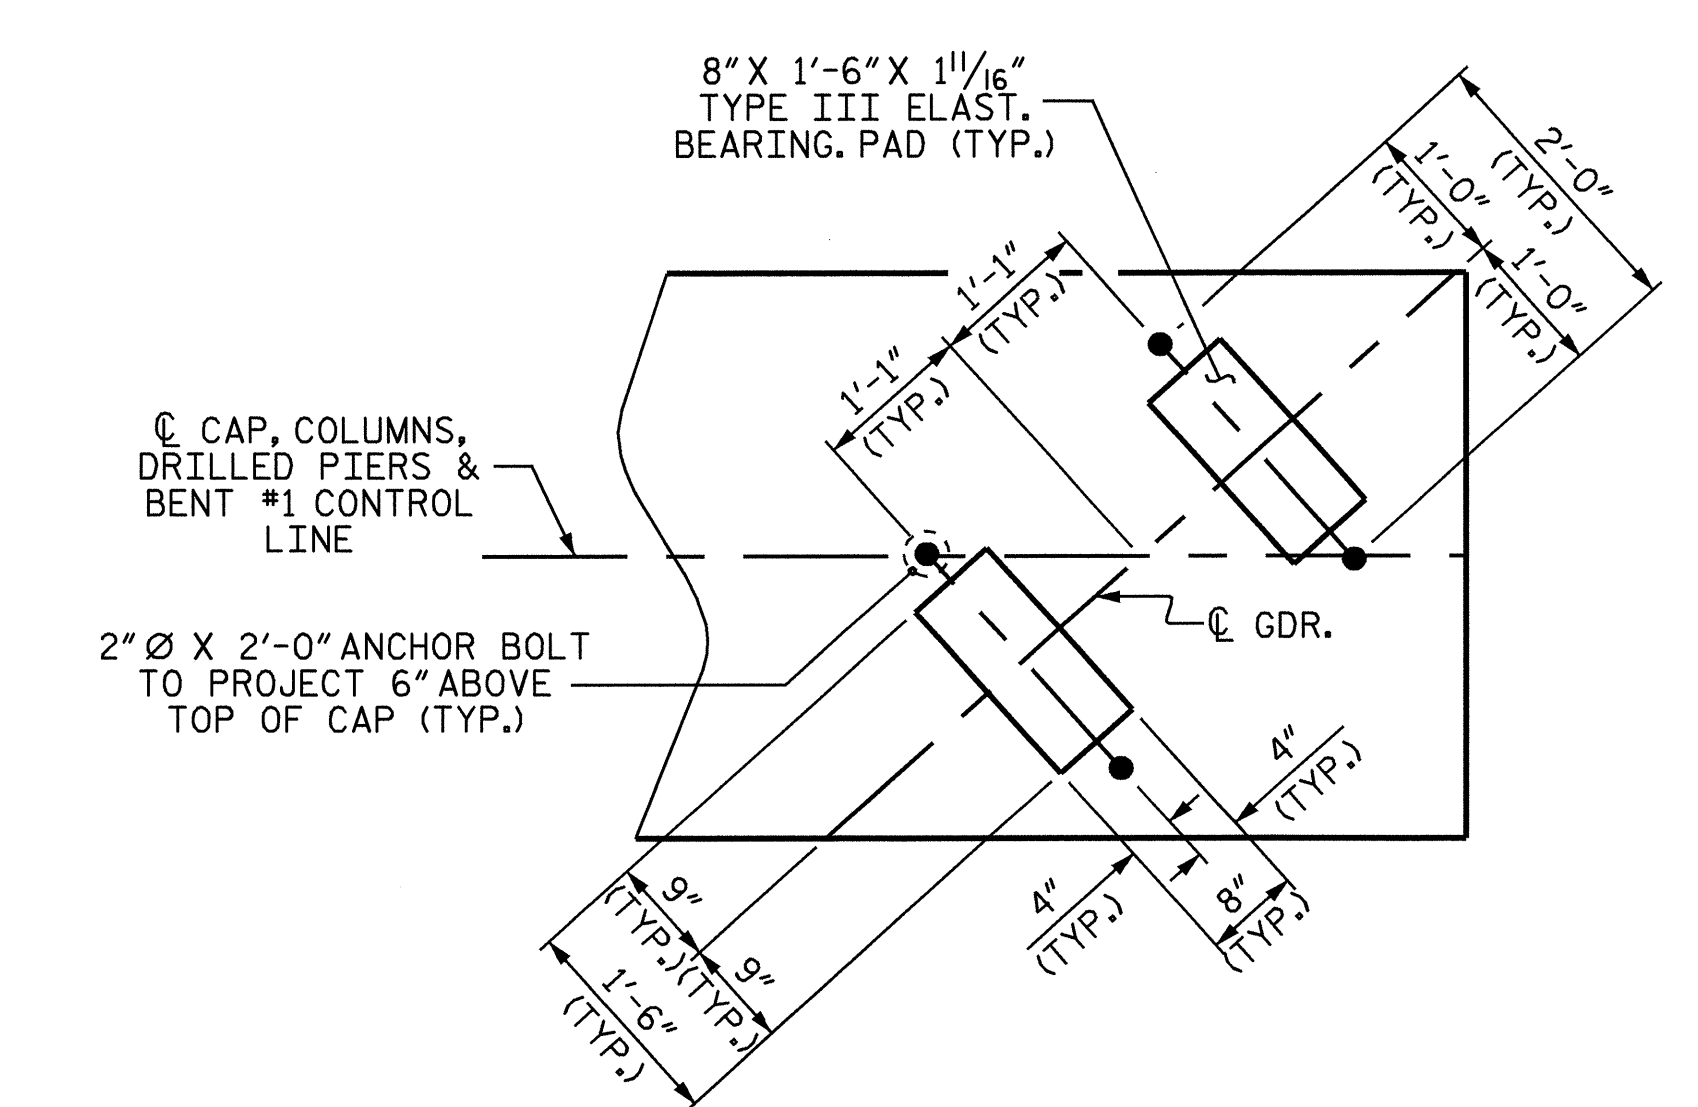 8" X 1'-6" X 1 11/16"
TYPE III ELAST.
BEARING. PAD (TYP.)
2'-0"
(TYP.)
1'-0"
(TYP.)
1'-0"
(TYP.)
1'-1"
(TYP.)
1'-1"
(TYP.)
℄ CAP, COLUMNS,
DRILLED PIERS &
BENT #1 CONTROL
LINE
℄ GDR.
2" Ø X 2'-0" ANCHOR BOLT
TO PROJECT 6" ABOVE
TOP OF CAP (TYP.)
4"
(TYP.)
4"
(TYP.)
8"
(TYP.)
9"
(TYP.)
9"
(TYP.)
1'-6"
(TYP.)